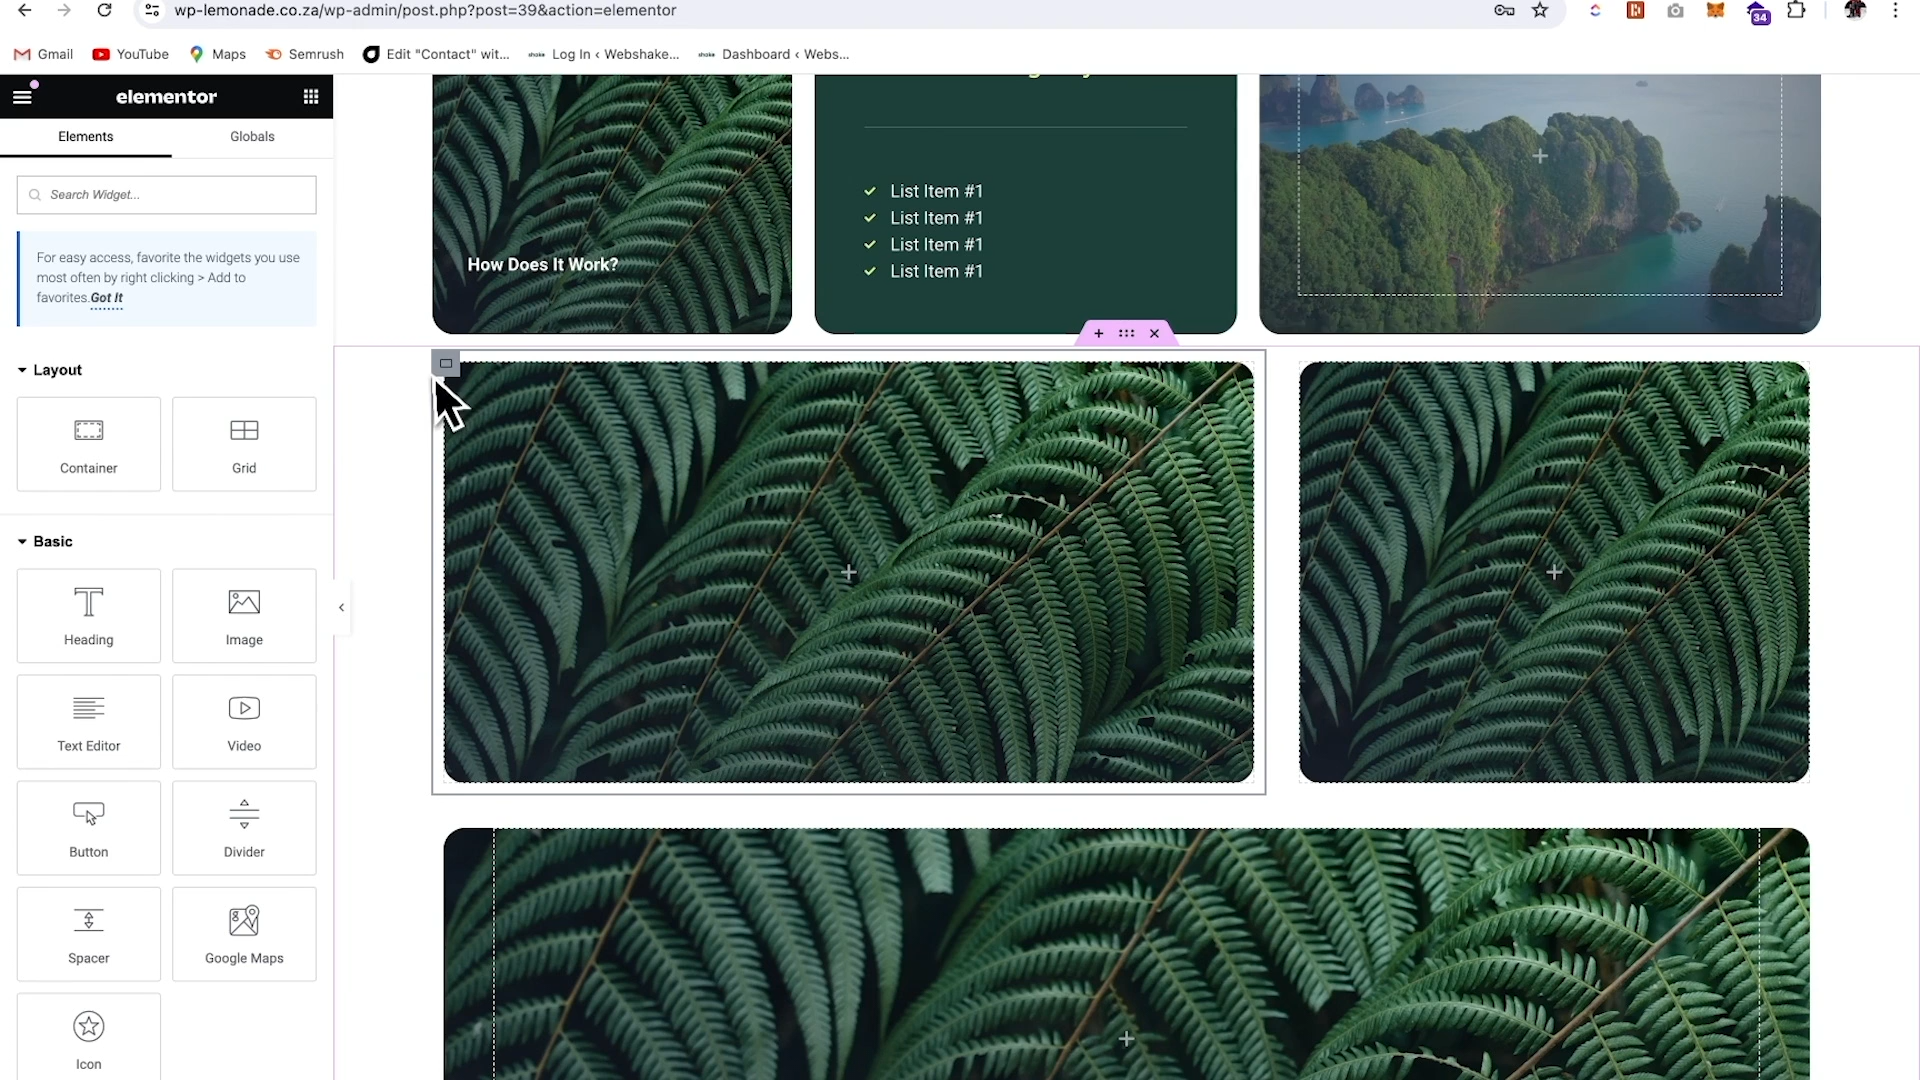 wp-lemonade.co.za/wp-admin/post.php?post=39&action=elementor
34
Gmail
YouTube
Maps
Semrush
Edit "Contact" wit...
Log In ‹ Webshake...
Dashboard ‹ Webs...
elementor
Elements
Globals
Search Widget...
For easy access, favorite the widgets you use
most often by right clicking > Add to
favorites.Got It
Layout
Container
Grid
Basic
Heading
Image
Text Editor
Video
Button
Divider
Spacer
Google Maps
Icon
How Does It Work?
List Item #1
List Item #1
List Item #1
List Item #1